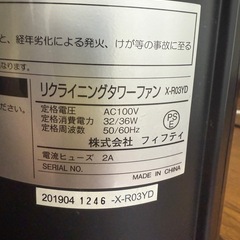 と、経年劣化による発火、けが等の事故に至る
リクライニングタワーファン X-R03YD
定格電圧 AC100V
定格消費電力 32/36W
定格周波数 50/60Hz
PSE
株式会社 フィフティ
電流ヒューズ 2A
SERIAL NO. MADE IN CHINA
201904 1246 -X-R03YD